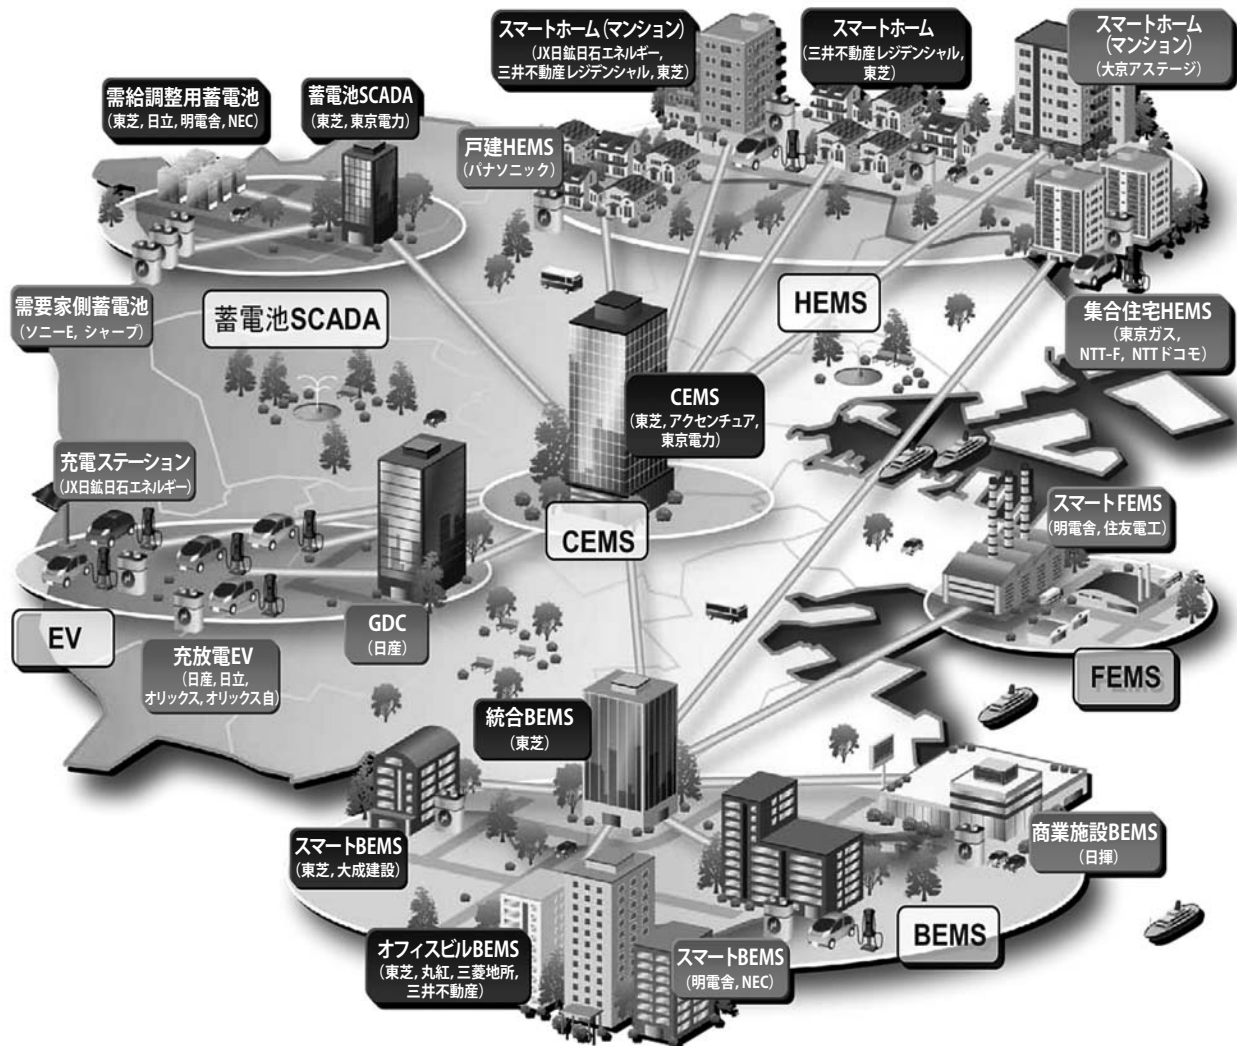 スマートホーム(マンション)
(JX日鉱日石エネルギー,
三井不動産レジデンシャル, 東芝)
スマートホーム
(三井不動産レジデンシャル,
東芝)
スマートホーム
(マンション)
(大京アステージ)
需給調整用蓄電池
(東芝, 日立, 明電舎, NEC)
蓄電池SCADA
(東芝, 東京電力)
戸建HEMS
(パナソニック)
需要家側蓄電池
(ソニーE, シャープ)
蓄電池SCADA
HEMS
集合住宅HEMS
(東京ガス,
NTT-F, NTTドコモ)
CEMS
(東芝, アクセンチュア,
東京電力)
充電ステーション
(JX日鉱日石エネルギー)
CEMS
スマートFEMS
(明電舎, 住友電工)
EV
GDC
(日産)
充放電EV
(日産, 日立,
オリックス, オリックス自)
FEMS
統合BEMS
(東芝)
スマートBEMS
(東芝, 大成建設)
商業施設BEMS
(日揮)
BEMS
オフィスビルBEMS
(東芝, 丸紅, 三菱地所,
三井不動産)
スマートBEMS
(明電舎, NEC)